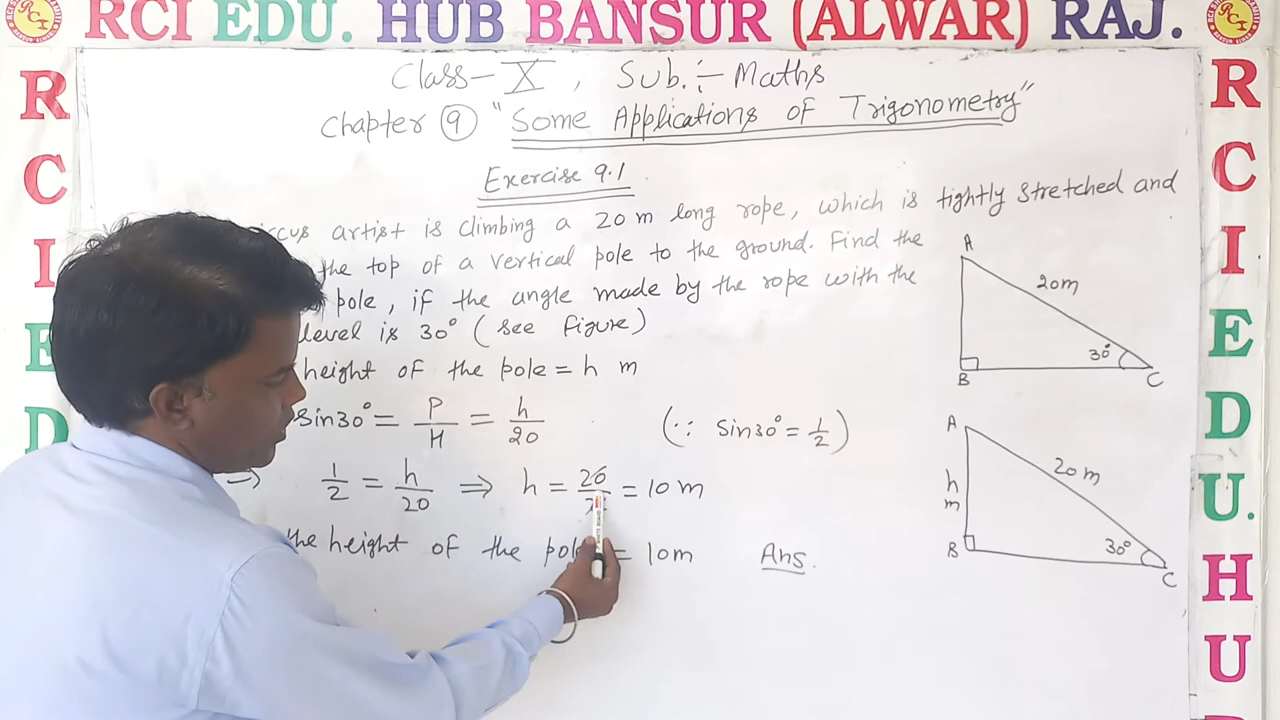 RCI EDU. HUB BANSUR (ALWAR) RAJ.
R
C
I
E
D
Class-X, Sub.:- Maths
Chapter 9 "Some Applications of Trigonometry"
Exercise 9.1
artist is climbing a 20 m long rope, which is tightly stretched and
the top of a vertical pole to the ground. Find the
pole, if the angle made by the rope with the
level is 30° (see figure)
height of the pole = h m
Sin30° = P/H = h/20 (∵ Sin30° = 1/2)
⇒ 1/2 = h/20 ⇒ h = 20/2 = 10 m
the height of the pole = 10m Ans.
A
20m
30°
B
C
A
20 m
h
m
30°
B
C
R
C
I
E
D
U.
H
U